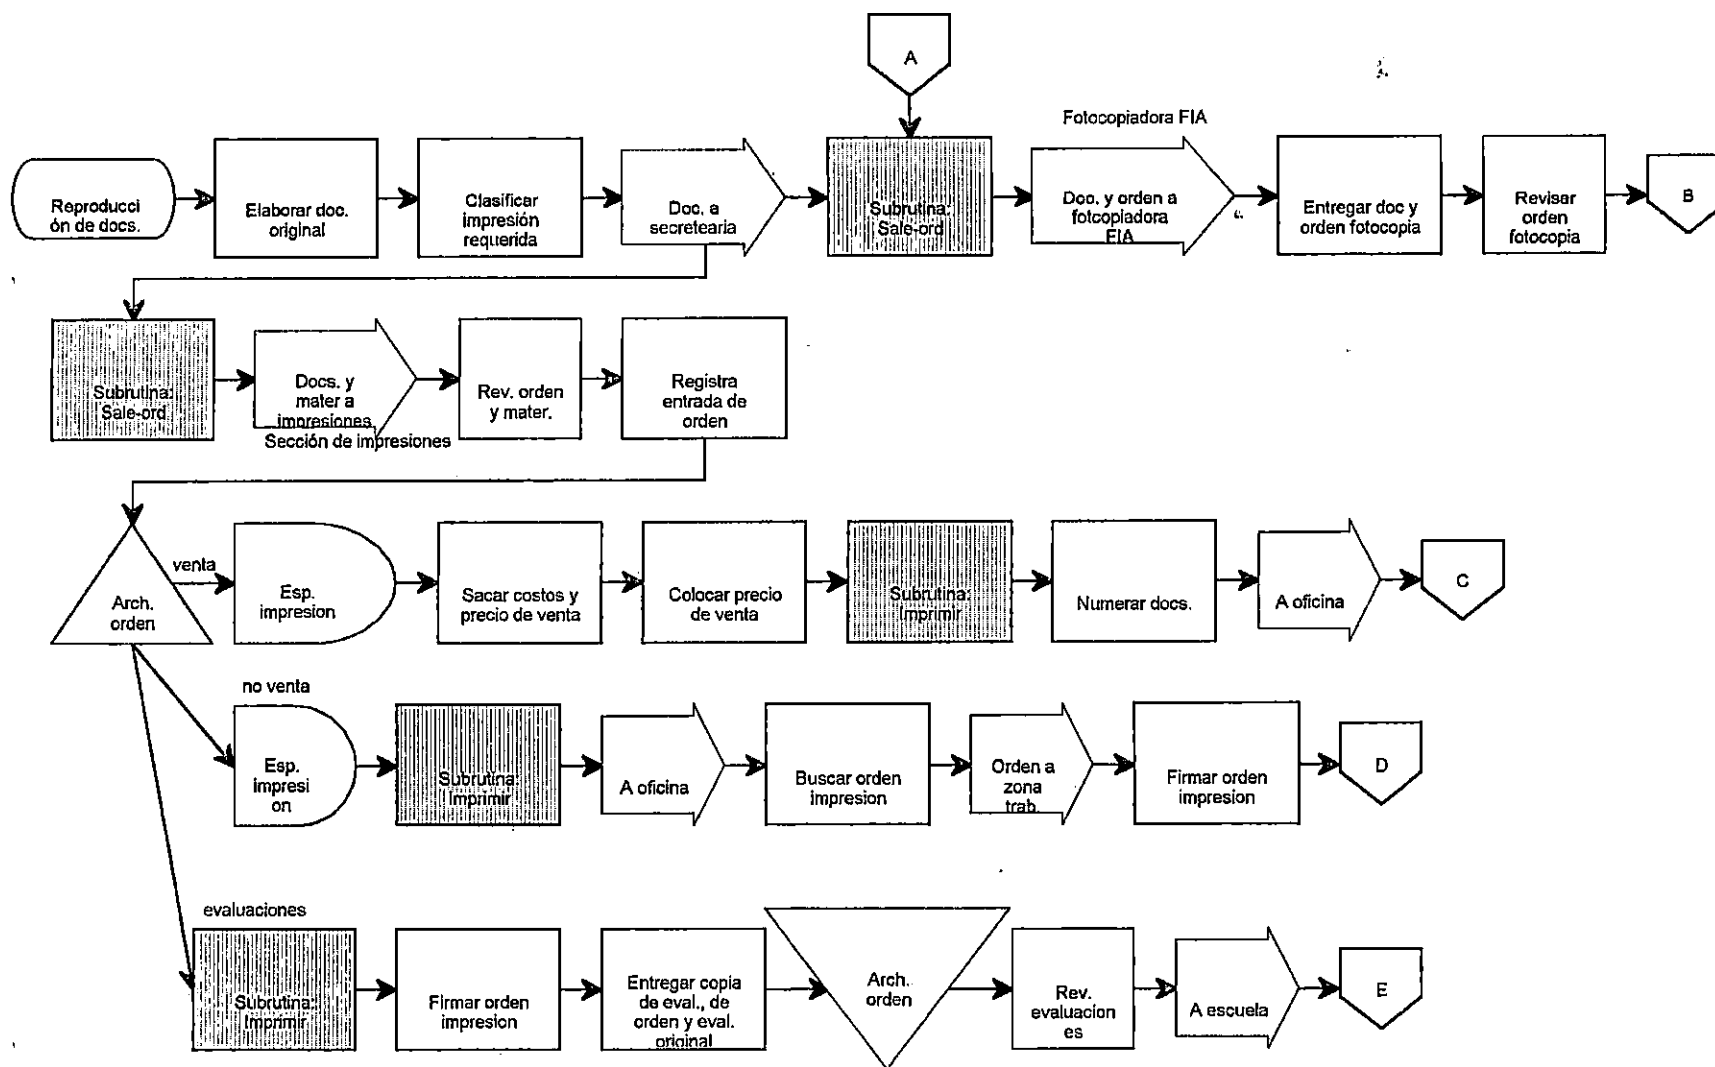 A
Fotocopiadora FIA
Reproducci
ón de docs.
Elaborar doc.
original
Clasificar
impresión
requerida
Doc. a
secretearia
Subrutina:
Sale-ord
Doc. y orden a
fotcopiadora
FIA
Entregar doc y
orden fotocopia
Revisar
orden
fotocopia
B
Subrutina:
Sale-ord
Docs. y
mater a
impresiones
Sección de impresiones
Rev. orden
y mater.
Registra
entrada de
orden
Arch.
orden
venta
Esp.
impresion
Sacar costos y
precio de venta
Colocar precio
de venta
Subrutina:
Imprimir
Numerar docs.
A oficina
C
no venta
Esp.
impresi
on
Subrutina:
Imprimir
A oficina
Buscar orden
impresion
Orden a
zona
trab.
Firmar orden
impresion
D
evaluaciones
Subrutina:
Imprimir
Firmar orden
impresion
Entregar copia
de eval., de
orden y eval.
original
Arch.
orden
Rev.
evaluacion
es
A escuela
E